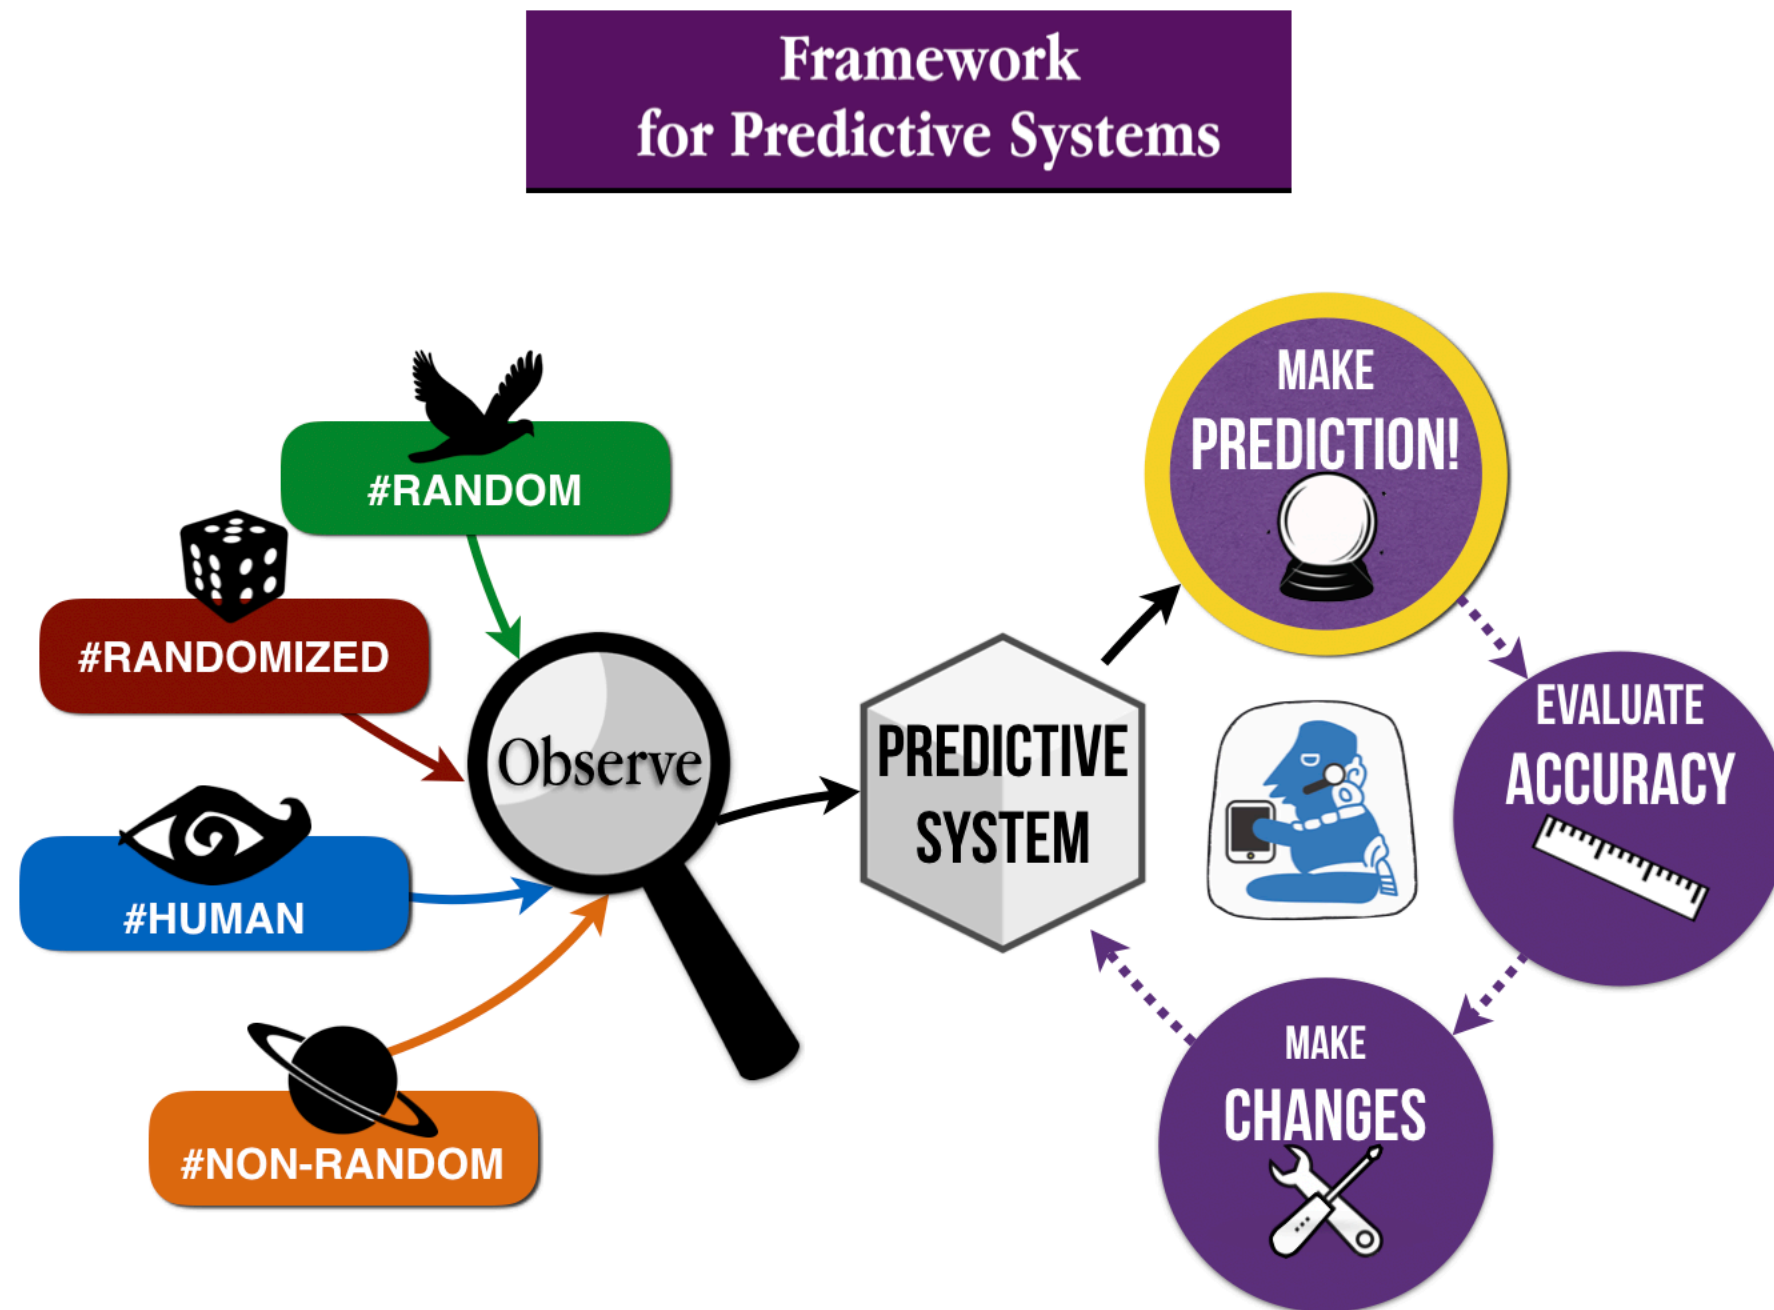 Framework
for Predictive Systems
#RANDOM
#RANDOMIZED
#HUMAN
#NON-RANDOM
Observe
PREDICTIVE
SYSTEM
MAKE
PREDICTION!
EVALUATE
ACCURACY
MAKE
CHANGES